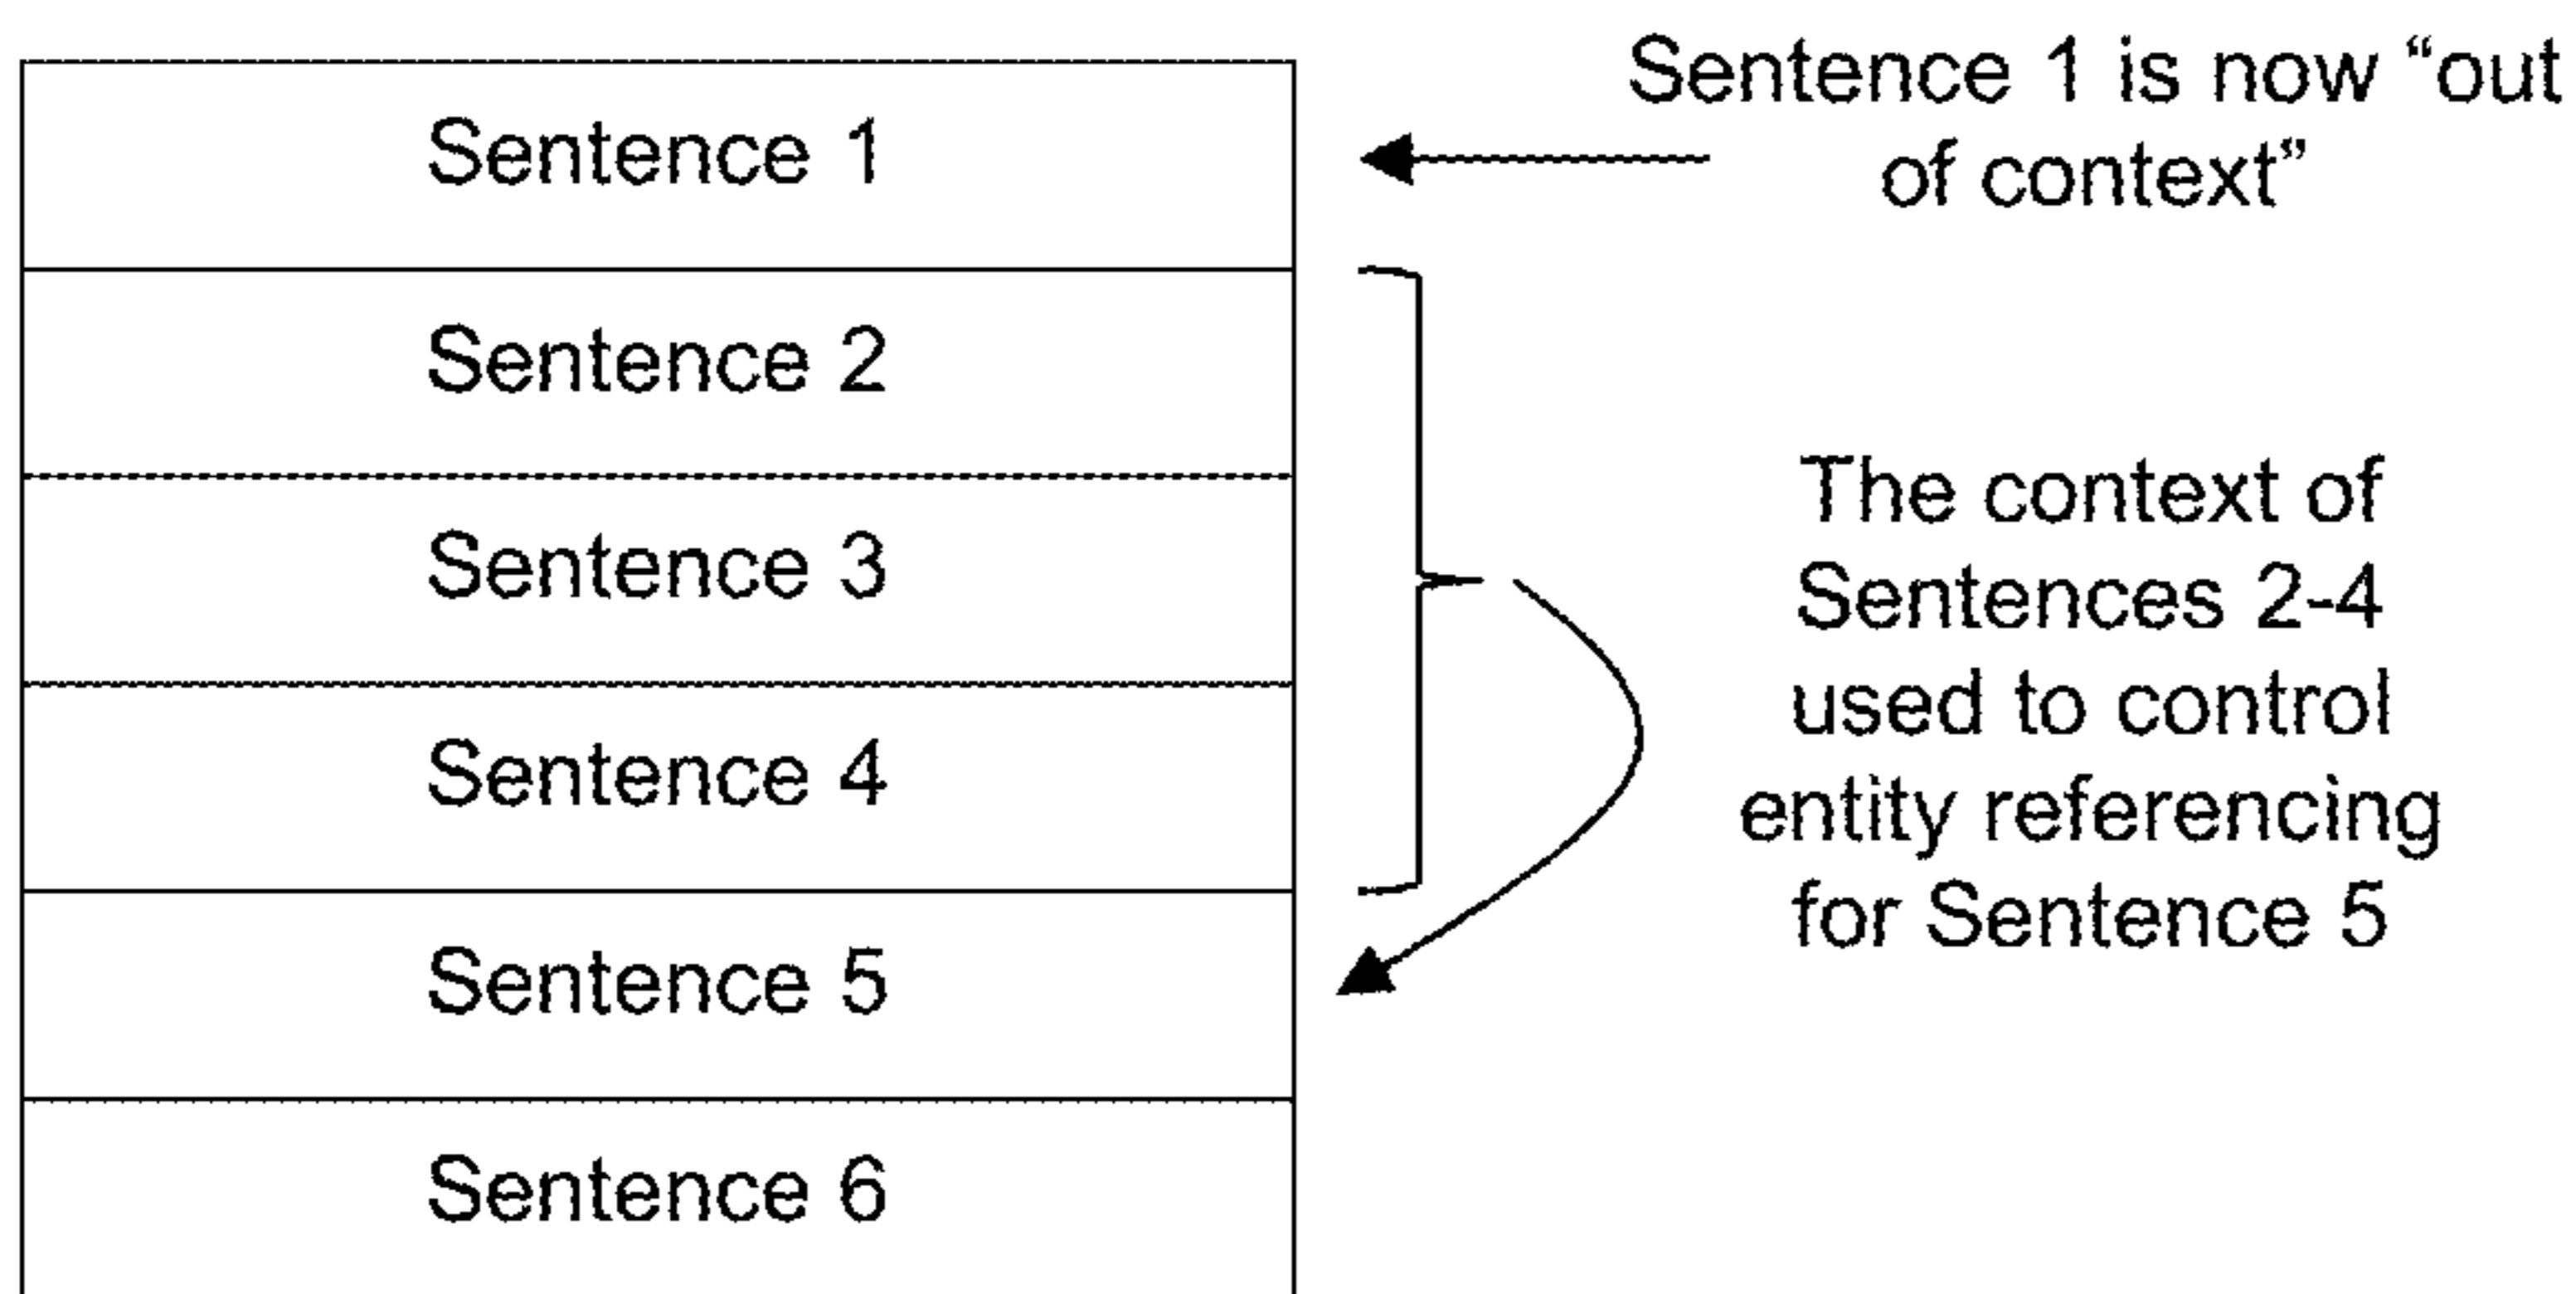 Sentence 1
Sentence 2
Sentence 3
Sentence 4
Sentence 5
Sentence 6
Sentence 1 is now “out
of context”
The context of
Sentences 2-4
used to control
entity referencing
for Sentence 5